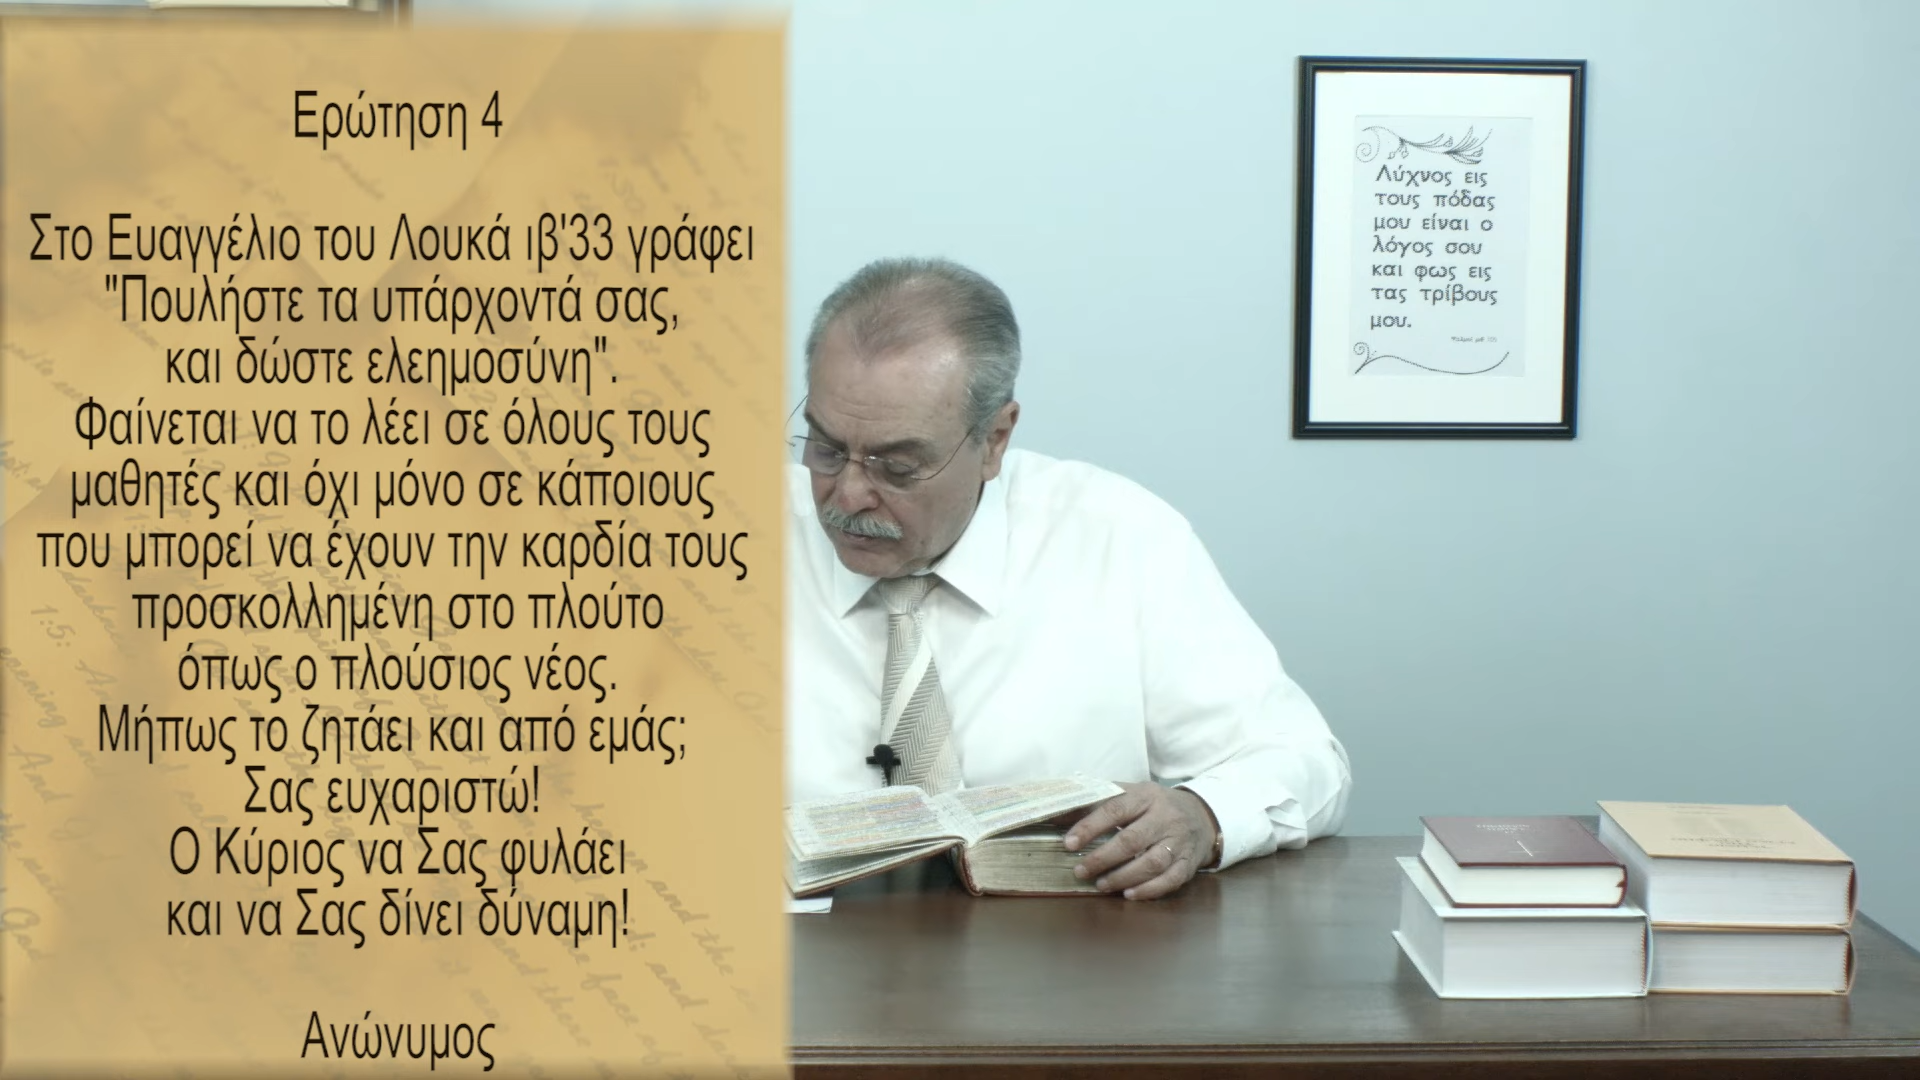 Ερώτηση 4
Στο Ευαγγέλιο του Λουκά ιβ'33 γράφει
"Πουλήστε τα υπάρχοντά σας,
και δώστε ελεημοσύνη".
Φαίνεται να το λέει σε όλους τους
μαθητές και όχι μόνο σε κάποιους
που μπορεί να έχουν την καρδία τους
προσκολλημένη στο πλούτο
όπως ο πλούσιος νέος.
Μήπως το ζητάει και από εμάς;
Σας ευχαριστώ!
Ο Κύριος να Σας φυλάει
και να Σας δίνει δύναμη!
Ανώνυμος
Λύχνος εις
τους πόδας
μου είναι ο
λόγος σου
και φως εις
τας τρίβους
μου.